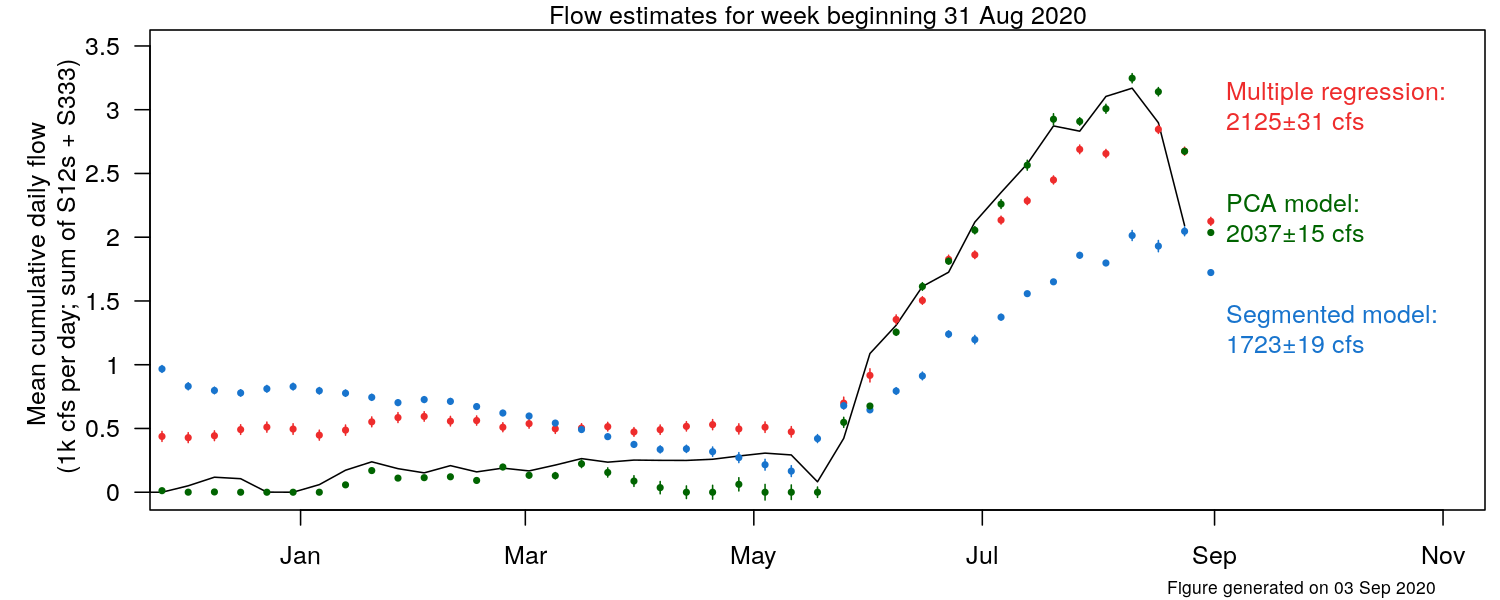 Flow estimates for week beginning 31 Aug 2020
Mean cumulative daily flow
(1k cfs per day; sum of S12s + S333)
3.5
3
2.5
2
1.5
1
0.5
0
Multiple regression:
2125±31 cfs
PCA model:
2037±15 cfs
Segmented model:
1723±19 cfs
Jan
Mar
May
Jul
Sep
Nov
Figure generated on 03 Sep 2020